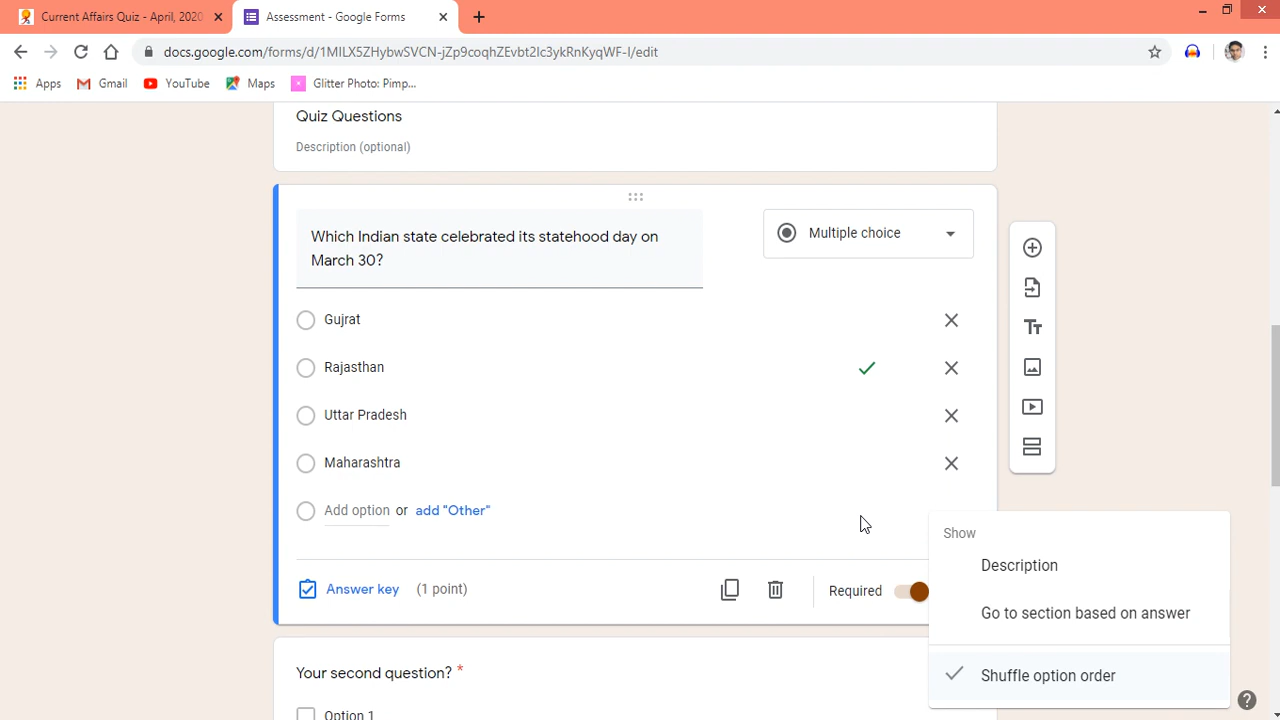 Current Affairs Quiz - April, 2020
Assessment - Google Forms
docs.google.com/forms/d/1MILX5ZHybwSVCN-jZp9coqhZEvbt2Ic3ykRnKyqWF-I/edit
Apps
Gmail
YouTube
Maps
Glitter Photo: Pimp...
Quiz Questions
Description (optional)
Which Indian state celebrated its statehood day on
March 30?
Multiple choice
Gujrat
Rajasthan
Uttar Pradesh
Maharashtra
Add option or add "Other"
Answer key (1 point)
Required
Show
Description
Go to section based on answer
Shuffle option order
Your second question? *
Option 1